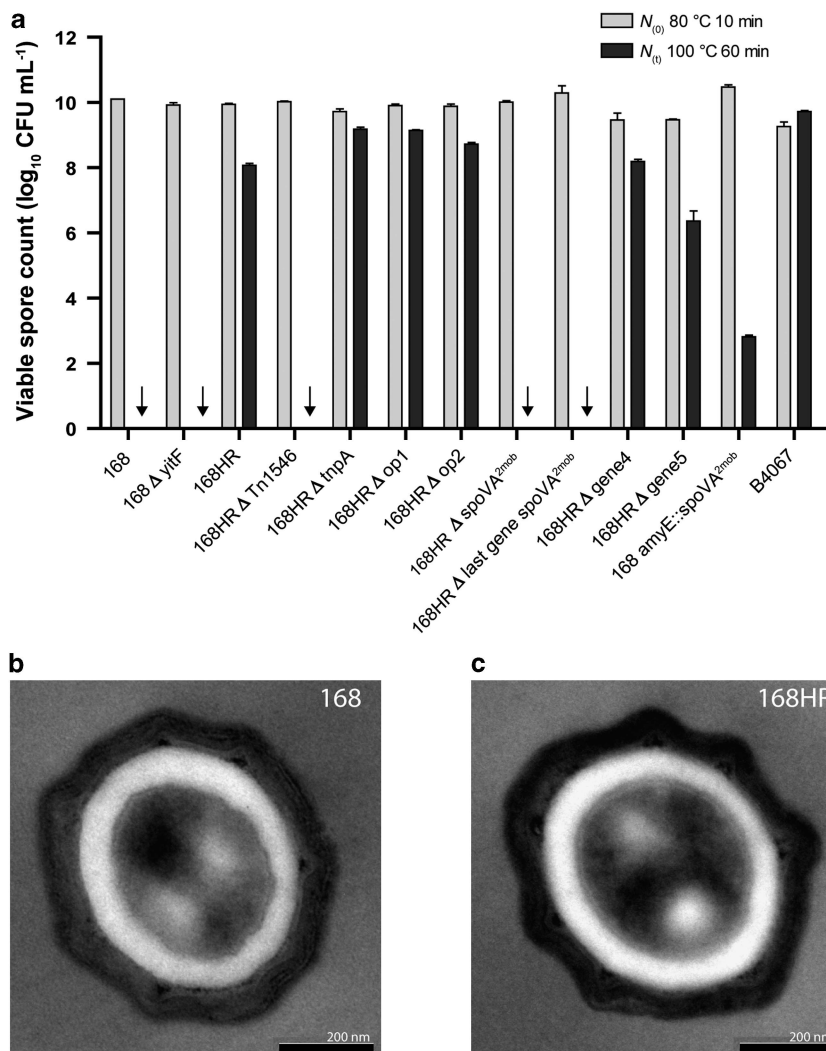 a
N(0) 80 °C 10 min
N(t) 100 °C 60 min
Viable spore count (log10 CFU mL-1)
12
10
8
6
4
2
0
168
168 Δ yitF
168HR
168HR Δ Tn1546
168HR Δ tnpA
168HR Δ op1
168HR Δ op2
168HR Δ spoVA2mob
168HR Δ last gene spoVA2mob
168HR Δ gene4
168HR Δ gene5
168 amyE::spoVA2mob
B4067
b
c
168
168HR
200 nm
200 nm